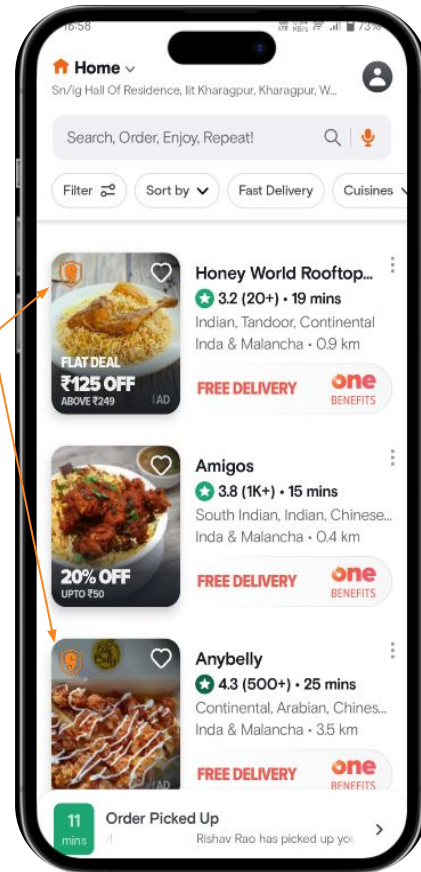 16:58 LTE KB/s 73%
Home
Sn/ig Hall Of Residence, Iit Kharagpur, Kharagpur, W...
Search, Order, Enjoy, Repeat!
Filter Sort by Fast Delivery Cuisines
Honey World Rooftop...
3.2 (20+) • 19 mins
Indian, Tandoor, Continental
Inda & Malancha • 0.9 km
FLAT DEAL
₹125 OFF
ABOVE ₹249 AD
FREE DELIVERY one
BENEFITS
Amigos
3.8 (1K+) • 15 mins
South Indian, Indian, Chinese...
Inda & Malancha • 0.4 km
20% OFF
UPTO ₹50
FREE DELIVERY one
BENEFITS
Anybelly
4.3 (500+) • 25 mins
Continental, Arabian, Chines...
Inda & Malancha • 3.5 km
AD
FREE DELIVERY one
BENEFITS
11
mins
Order Picked Up
! Rishav Rao has picked up you